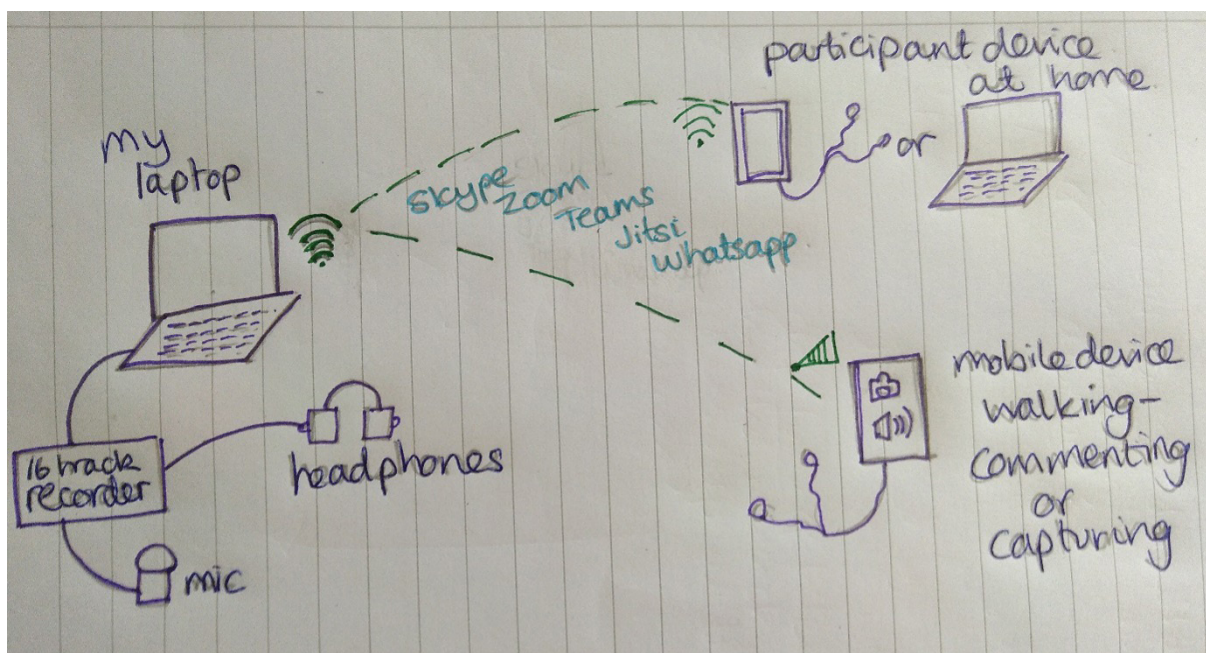 participant device
at home
my
laptop
or
Skype
Zoom
Teams
Jitsi
whatsapp
mobile device
walking-
commenting
or
capturing
16 track
recorder
headphones
mic